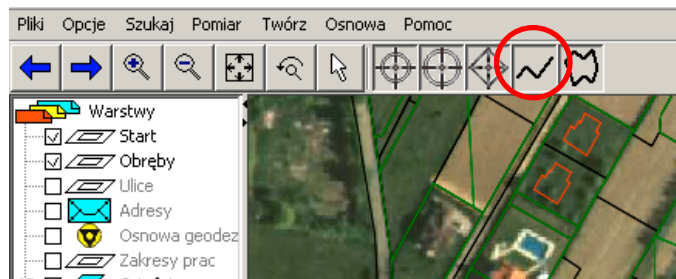 Pliki Opcje Szukaj Pomiar Twórz Osnowa Pomoc
Warstwy
Start
Obręby
Ulice
Adresy
Osnowa geodez
Zakresy prac